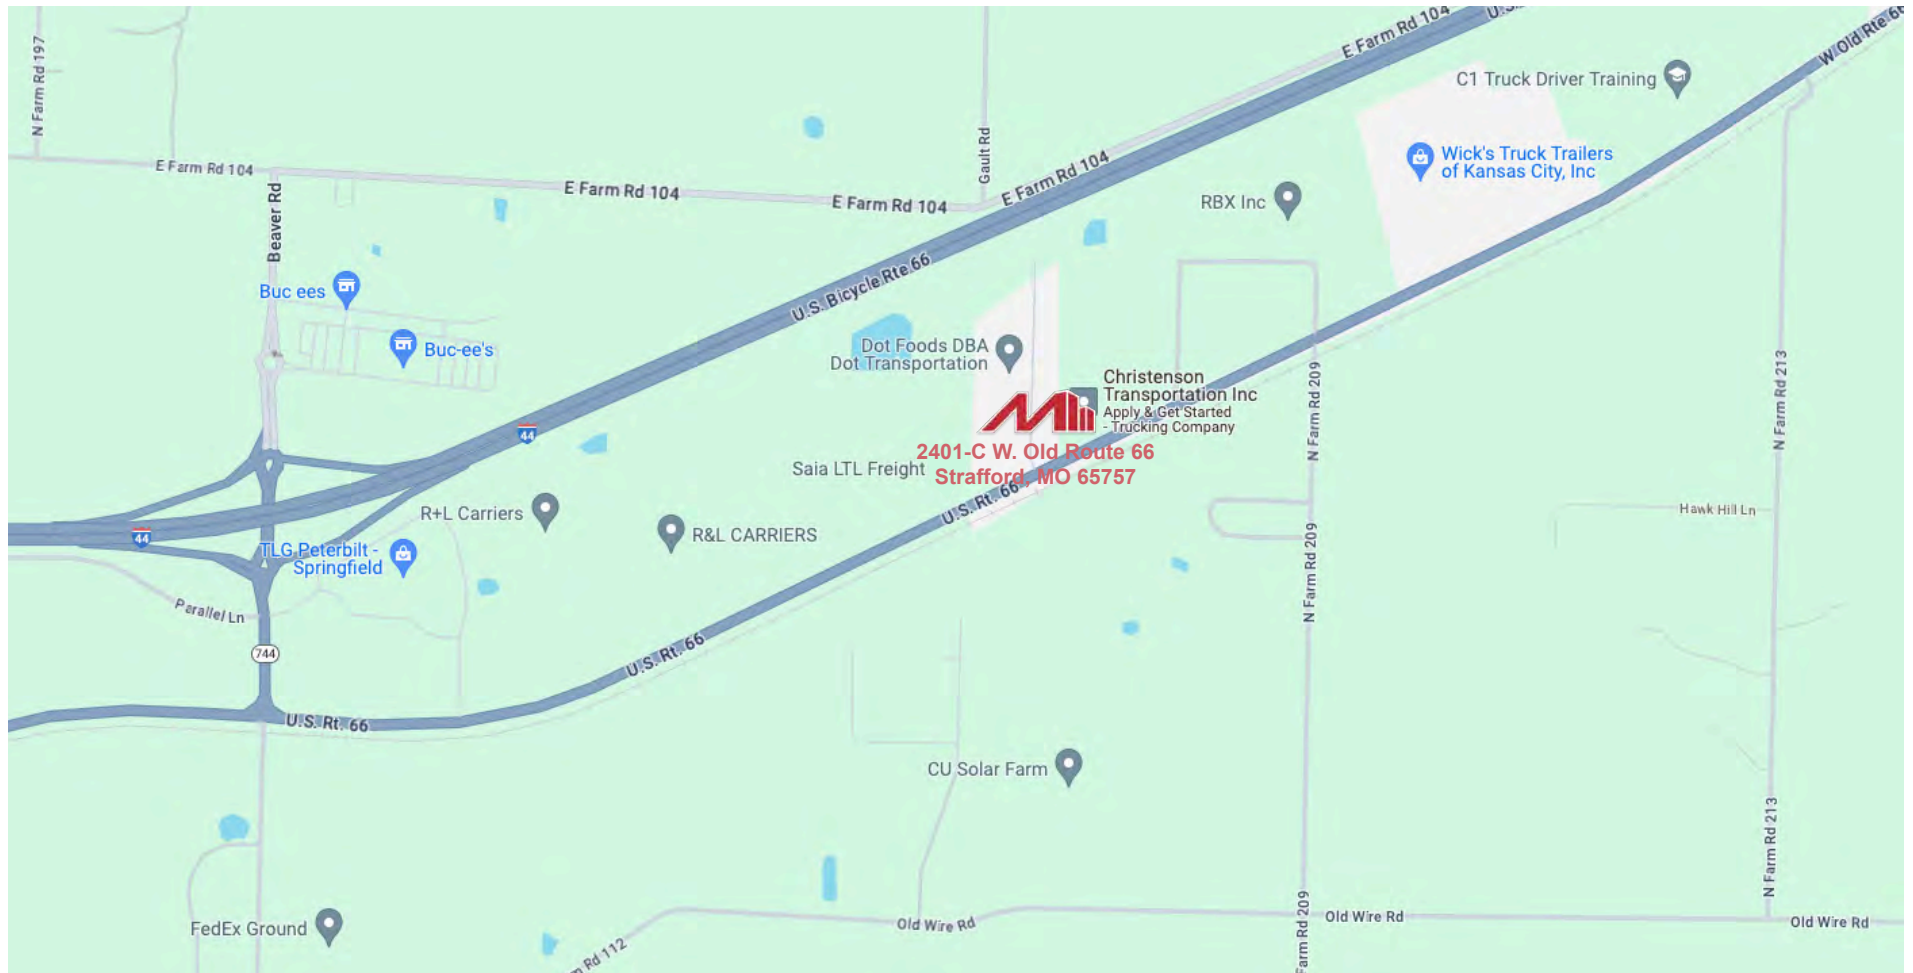 E Farm Rd 104
U.S.
W Old Rte 66
N Farm Rd 197
C1 Truck Driver Training
Gault Rd
E Farm Rd 104
Wick's Truck Trailers
of Kansas City, Inc
E Farm Rd 104
E Farm Rd 104
E Farm Rd 104
RBX Inc
Beaver Rd
U.S. Bicycle Rte 66
Buc ees
Buc-ee's
Dot Foods DBA
Dot Transportation
Christenson
Transportation Inc
Apply & Get Started
- Trucking Company
N Farm Rd 209
N Farm Rd 213
44
2401-C W. Old Route 66
Strafford, MO 65757
Saia LTL Freight
U.S. Rt. 66
R+L Carriers
R&L CARRIERS
Hawk Hill Ln
44
TLG Peterbilt -
Springfield
N Farm Rd 209
Parallel Ln
744
U.S. Rt. 66
U.S. Rt. 66
CU Solar Farm
N Farm Rd 213
FedEx Ground
Old Wire Rd
Farm Rd 209
Old Wire Rd
Old Wire Rd
m Rd 112